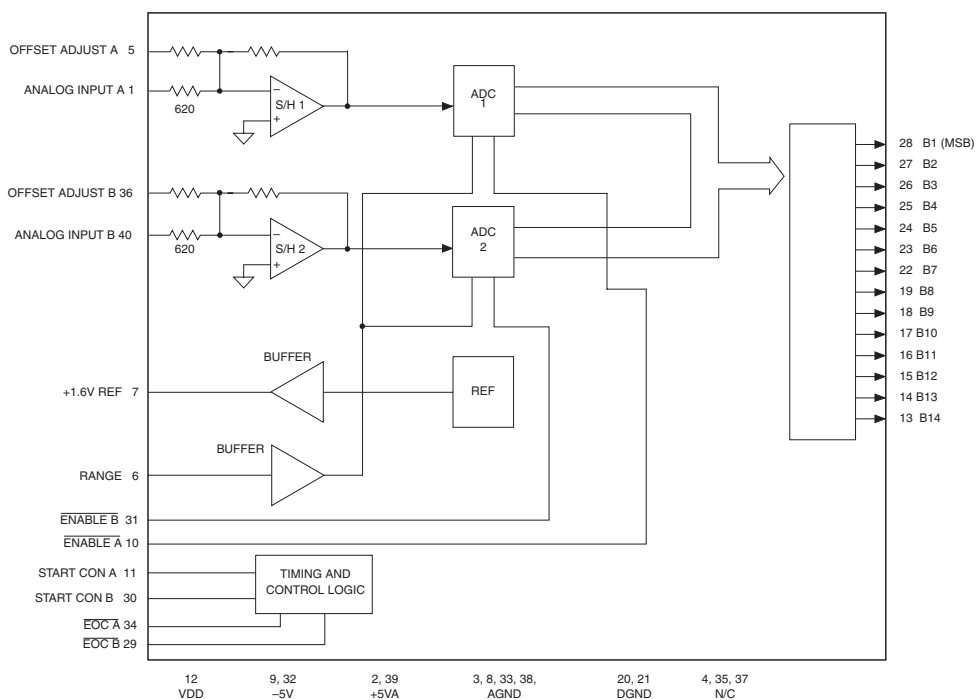 OFFSET ADJUST A 5
ANALOG INPUT A 1
620
−
+
S/H 1
ADC
1
OFFSET ADJUST B 36
ANALOG INPUT B 40
620
−
+
S/H 2
ADC
2
28 B1 (MSB)
27 B2
26 B3
25 B4
24 B5
23 B6
22 B7
19 B8
18 B9
17 B10
16 B11
15 B12
14 B13
13 B14
BUFFER
+1.6V REF 7
REF
BUFFER
RANGE 6
ENABLE B 31
ENABLE A 10
START CON A 11
START CON B 30
EOC A 34
EOC B 29
TIMING AND
CONTROL LOGIC
12
VDD
9, 32
–5V
2, 39
+5VA
3, 8, 33, 38,
AGND
20, 21
DGND
4, 35, 37
N/C